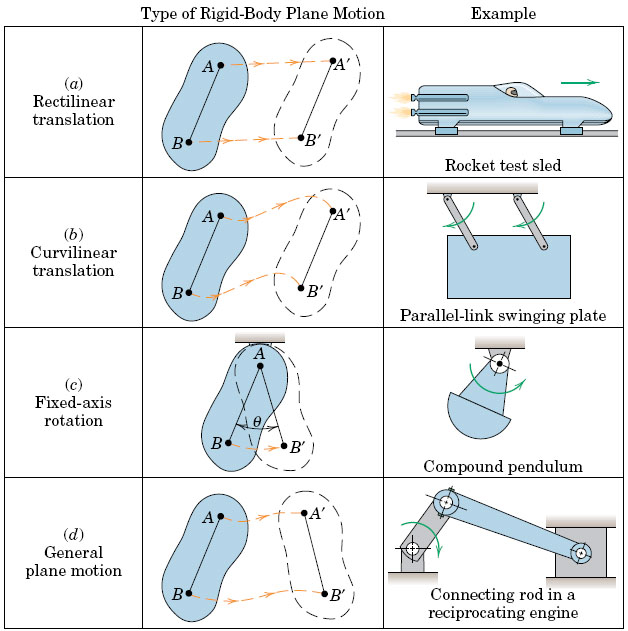 Type of Rigid-Body Plane Motion
Example
(a)
Rectilinear
translation
A
A′
B
B′
Rocket test sled
(b)
Curvilinear
translation
A
A′
B
B′
Parallel-link swinging plate
(c)
Fixed-axis
rotation
A
θ
B
B′
Compound pendulum
(d)
General
plane motion
A
A′
B
B′
Connecting rod in a
reciprocating engine